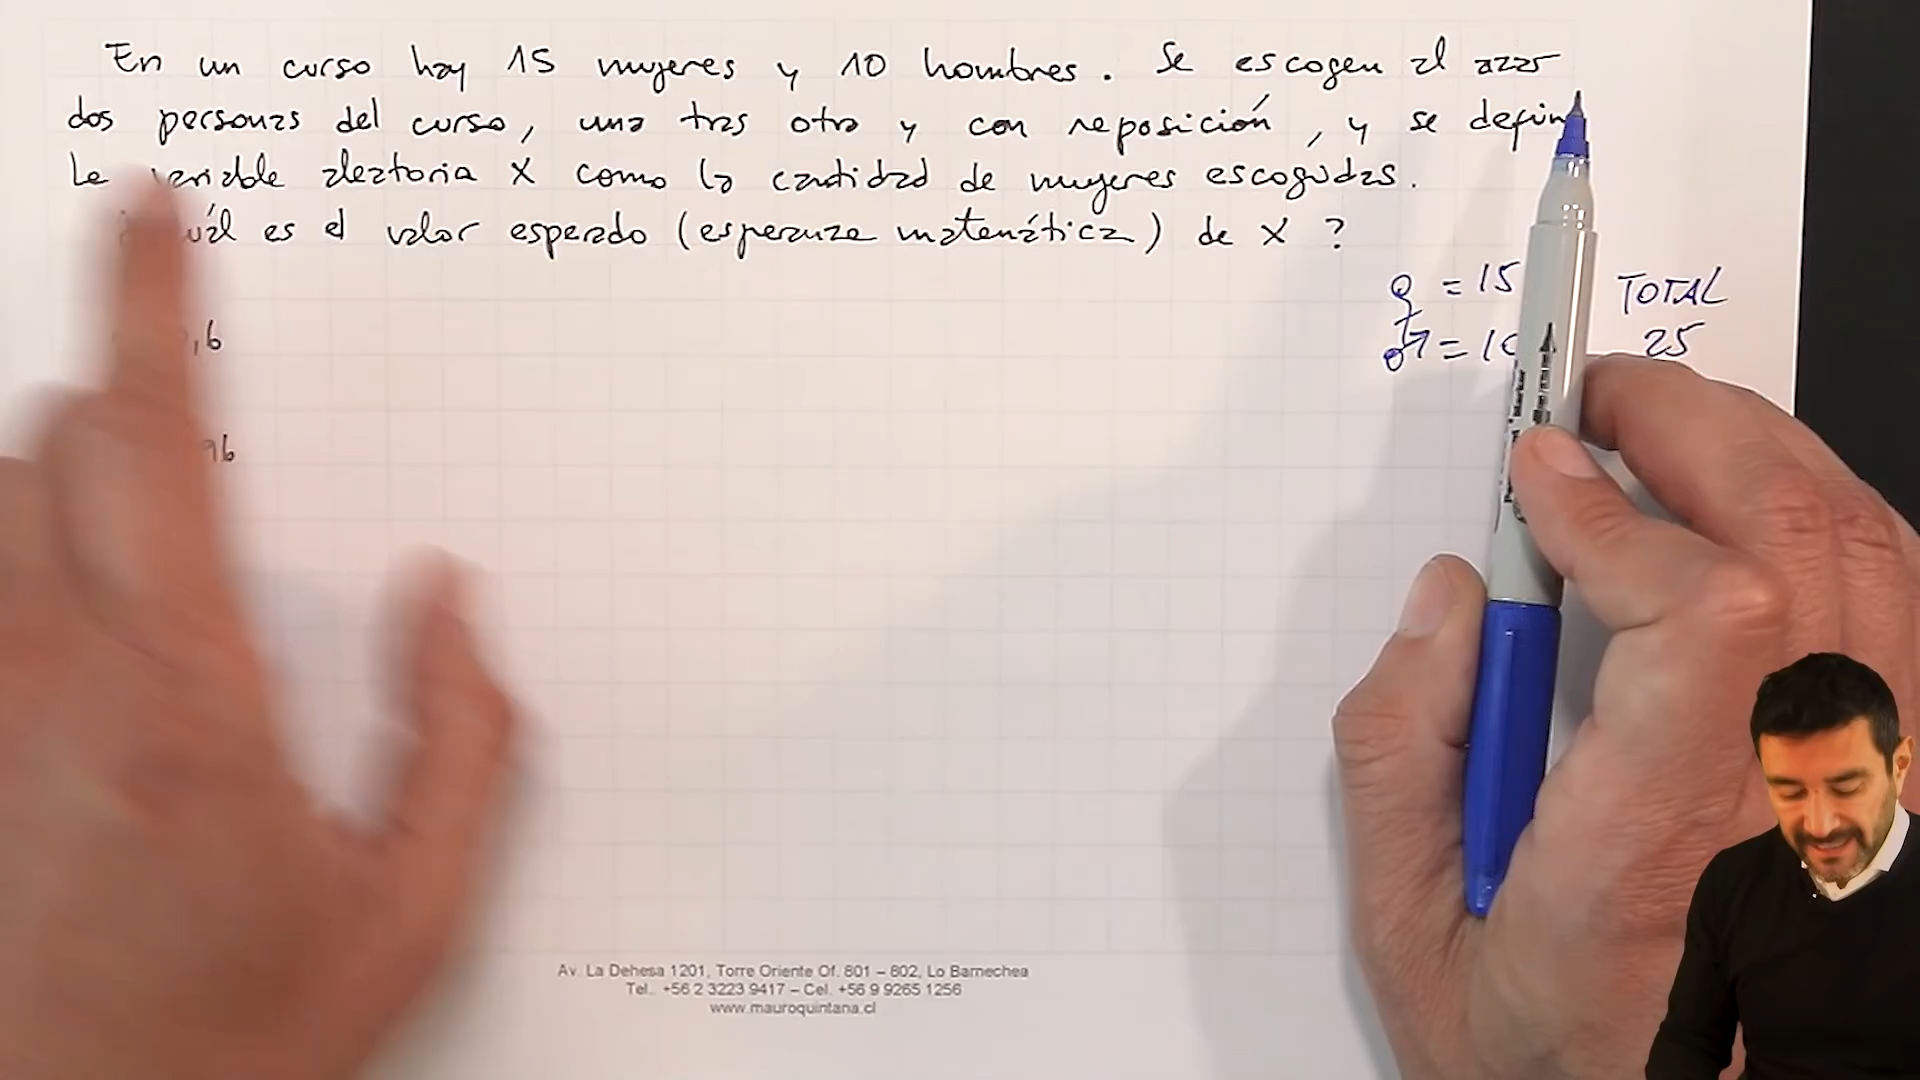 En un curso hay 15 mujeres y 10 hombres. Se escogen al azar
dos personas del curso, una tras otra y con reposición, y se defin
la variable aleatoria X como la cantidad de mujeres escogidas.
es el valor esperado (esperanza matemática) de X ?
♀ = 15 TOTAL
♂ = 10 25
,6
96
Av. La Dehesa 1201, Torre Oriente Of. 801 – 802, Lo Barnechea
Tel.. +56 2 3223 9417 – Cel. +56 9 9265 1256
www.mauroquintana.cl